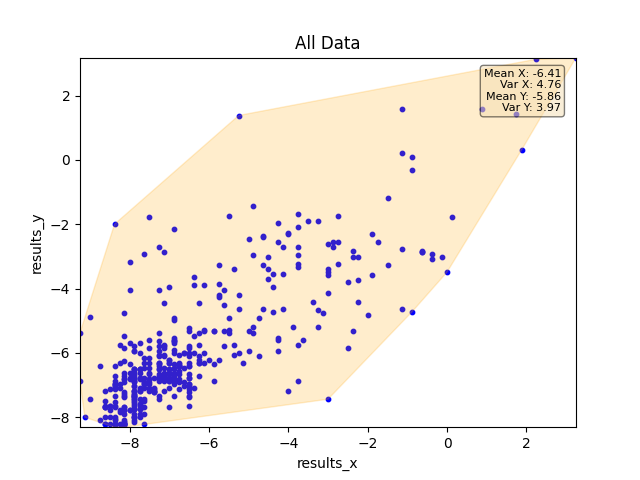 All Data
Mean X: -6.41
Var X: 4.76
Mean Y: -5.86
Var Y: 3.97
results_y
2
0
−2
−4
−6
−8
−8
−6
−4
−2
0
2
results_x